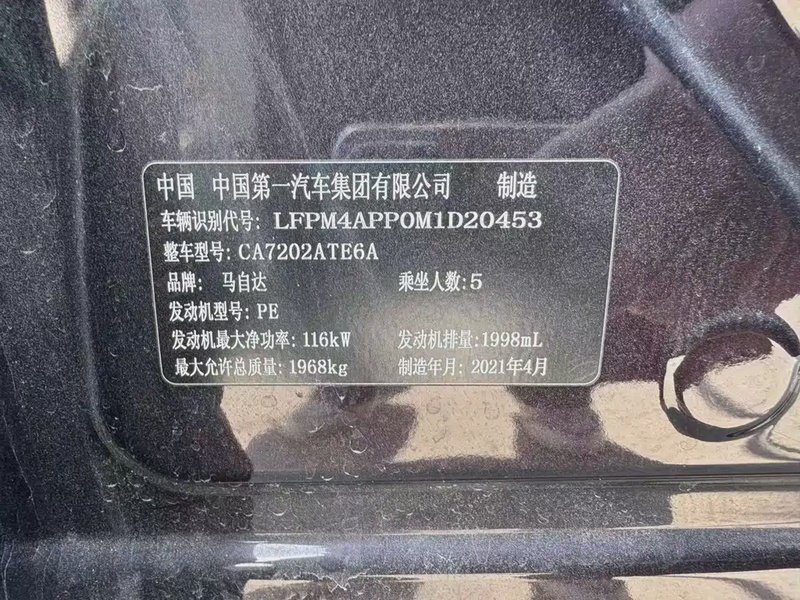 中国 中国第一汽车集团有限公司 制造
车辆识别代号: LFPM4APP0M1D20453
整车型号: CA7202ATE6A
品牌: 马自达 乘坐人数: 5
发动机型号: PE
发动机最大净功率: 116kW 发动机排量: 1998mL
最大允许总质量: 1968kg 制造年月: 2021年4月